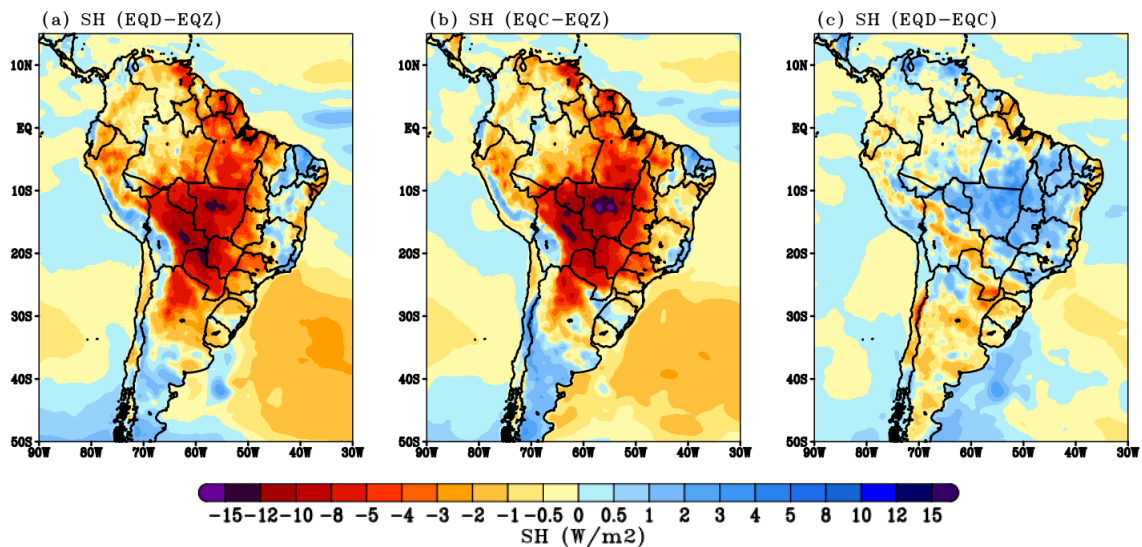 (a) SH (EQD-EQZ)
(b) SH (EQC-EQZ)
(c) SH (EQD-EQC)
10N
EQ
10S
20S
30S
40S
50S
90W 80W 70W 60W 50W 40W 30W
10N
EQ
10S
20S
30S
40S
50S
90W 80W 70W 60W 50W 40W 30W
10N
EQ
10S
20S
30S
40S
50S
90W 80W 70W 60W 50W 40W 30W
-15 -12 -10 -8 -5 -4 -3 -2 -1 -0.5 0 0.5 1 2 3 4 5 8 10 12 15
SH (W/m2)